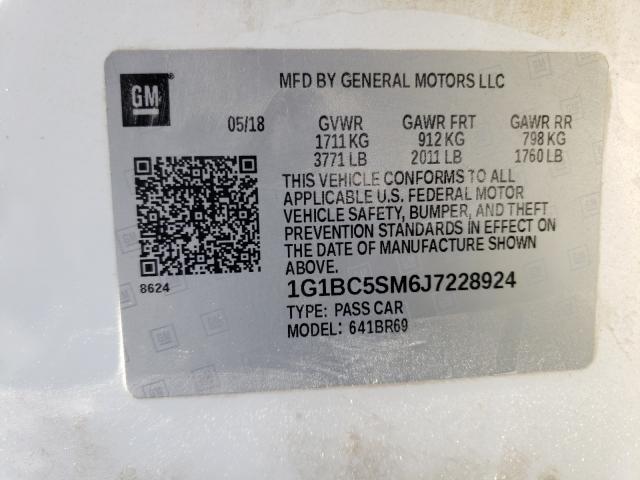 GM
MFD BY GENERAL MOTORS LLC
05/18 GVWR GAWR FRT GAWR RR
1711 KG 912 KG 798 KG
3771 LB 2011 LB 1760 LB
THIS VEHICLE CONFORMS TO ALL
APPLICABLE U.S. FEDERAL MOTOR
VEHICLE SAFETY, BUMPER, AND THEFT
PREVENTION STANDARDS IN EFFECT ON
THE DATE OF MANUFACTURE SHOWN
ABOVE.
8624
1G1BC5SM6J7228924
TYPE: PASS CAR
MODEL: 641BR69